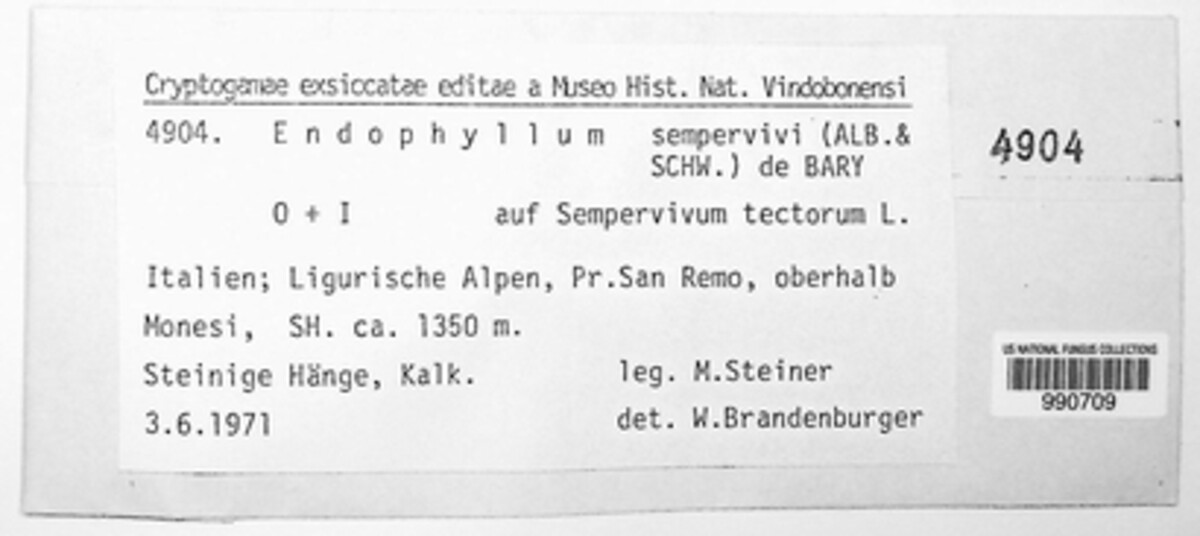 Cryptogamae exsiccatae editae a Museo Hist. Nat. Vindobonensi
4904. Endophyllum sempervivi (ALB.&
SCHW.) de BARY
O + I auf Sempervivum tectorum L.
Italien; Ligurische Alpen, Pr.San Remo, oberhalb
Monesi, SH. ca. 1350 m.
Steinige Hänge, Kalk. leg. M.Steiner
3.6.1971 det. W.Brandenburger
4904
US NATIONAL FUNGUS COLLECTIONS
990709